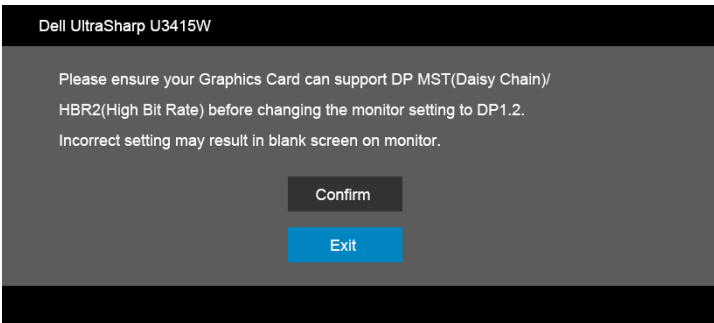 Dell UltraSharp U3415W
Please ensure your Graphics Card can support DP MST(Daisy Chain)/
HBR2(High Bit Rate) before changing the monitor setting to DP1.2.
Incorrect setting may result in blank screen on monitor.
Confirm
Exit